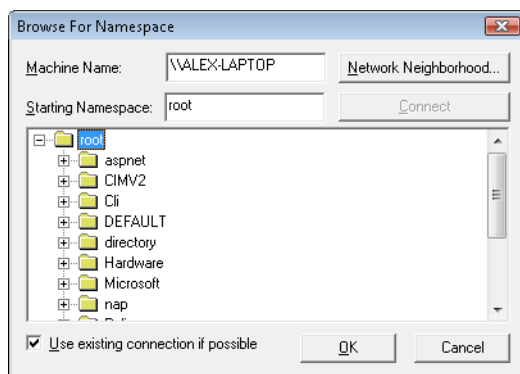 Browse For Namespace
Machine Name: \\ALEX-LAPTOP Network Neighborhood...
Starting Namespace: root Connect
root
aspnet
CIMV2
Cli
DEFAULT
directory
Hardware
Microsoft
nap
Use existing connection if possible OK Cancel